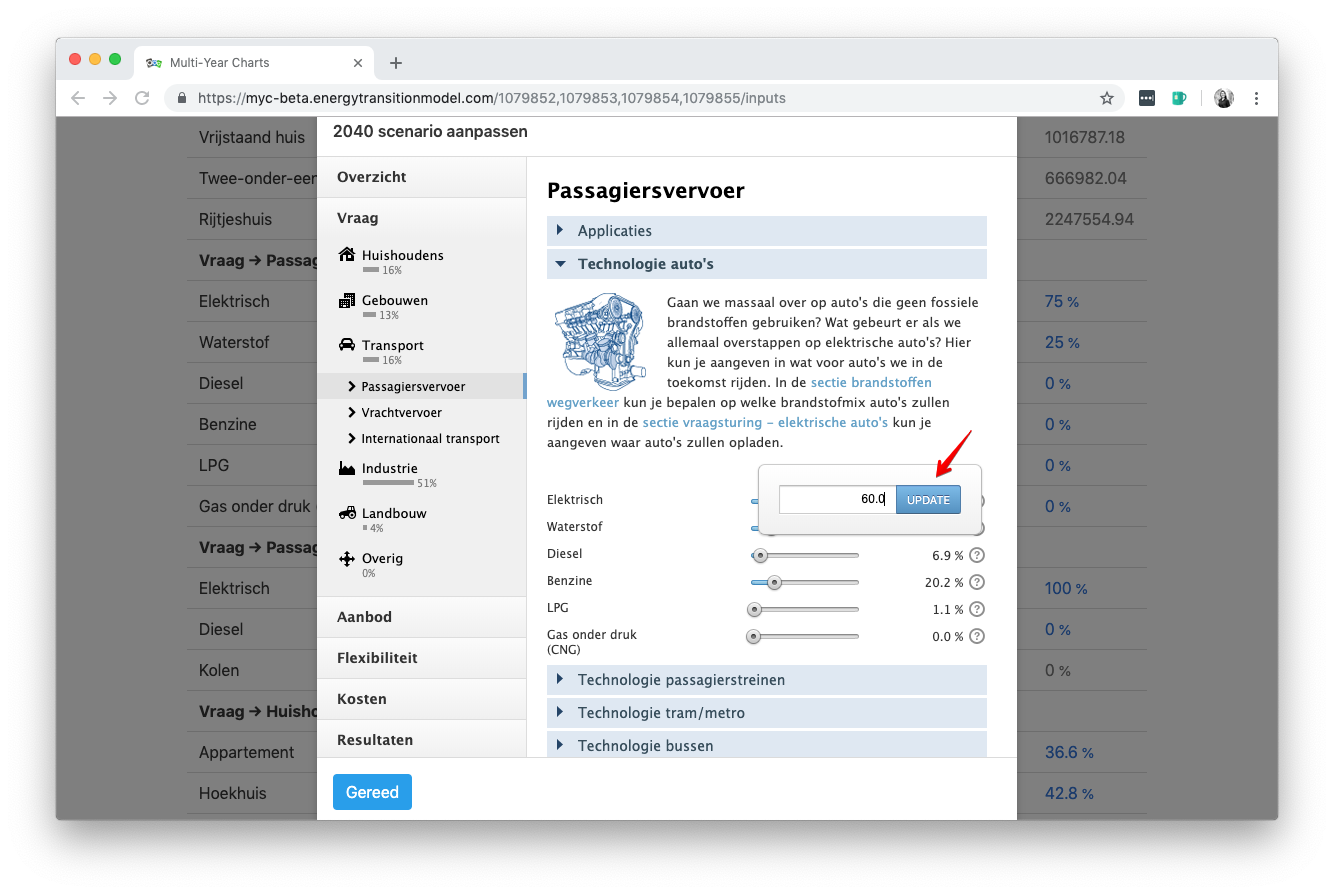 Multi-Year Charts
https://myc-beta.energytransitionmodel.com/1079852,1079853,1079854,1079855/inputs
2040 scenario aanpassen
Vrijstaand huis
1016787.18
Twee-onder-een
666982.04
Rijtjeshuis
2247554.94
Vraag → Passag
Elektrisch
75 %
Waterstof
25 %
Diesel
0 %
Benzine
0 %
LPG
0 %
Gas onder druk
0 %
Vraag → Passag
Elektrisch
100 %
Diesel
0 %
Kolen
0 %
Vraag → Huisho
Appartement
36.6 %
Hoekhuis
42.8 %
Overzicht
Vraag
Huishoudens
16%
Gebouwen
13%
Transport
16%
Passagiersvervoer
Vrachtvervoer
Internationaal transport
Industrie
51%
Landbouw
4%
Overig
0%
Aanbod
Flexibiliteit
Kosten
Resultaten
Passagiersvervoer
Applicaties
Technologie auto's
Gaan we massaal over op auto's die geen fossiele
brandstoffen gebruiken? Wat gebeurt er als we
allemaal overstappen op elektrische auto's? Hier
kun je aangeven in wat voor auto's we in de
toekomst rijden. In de sectie brandstoffen
wegverkeer kun je bepalen op welke brandstofmix auto's zullen
rijden en in de sectie vraagsturing – elektrische auto's kun je
aangeven waar auto's zullen opladen.
Elektrisch
60.0 UPDATE
Waterstof
Diesel
6.9 % ?
Benzine
20.2 % ?
LPG
1.1 % ?
Gas onder druk
(CNG)
0.0 % ?
Technologie passagierstreinen
Technologie tram/metro
Technologie bussen
Gereed